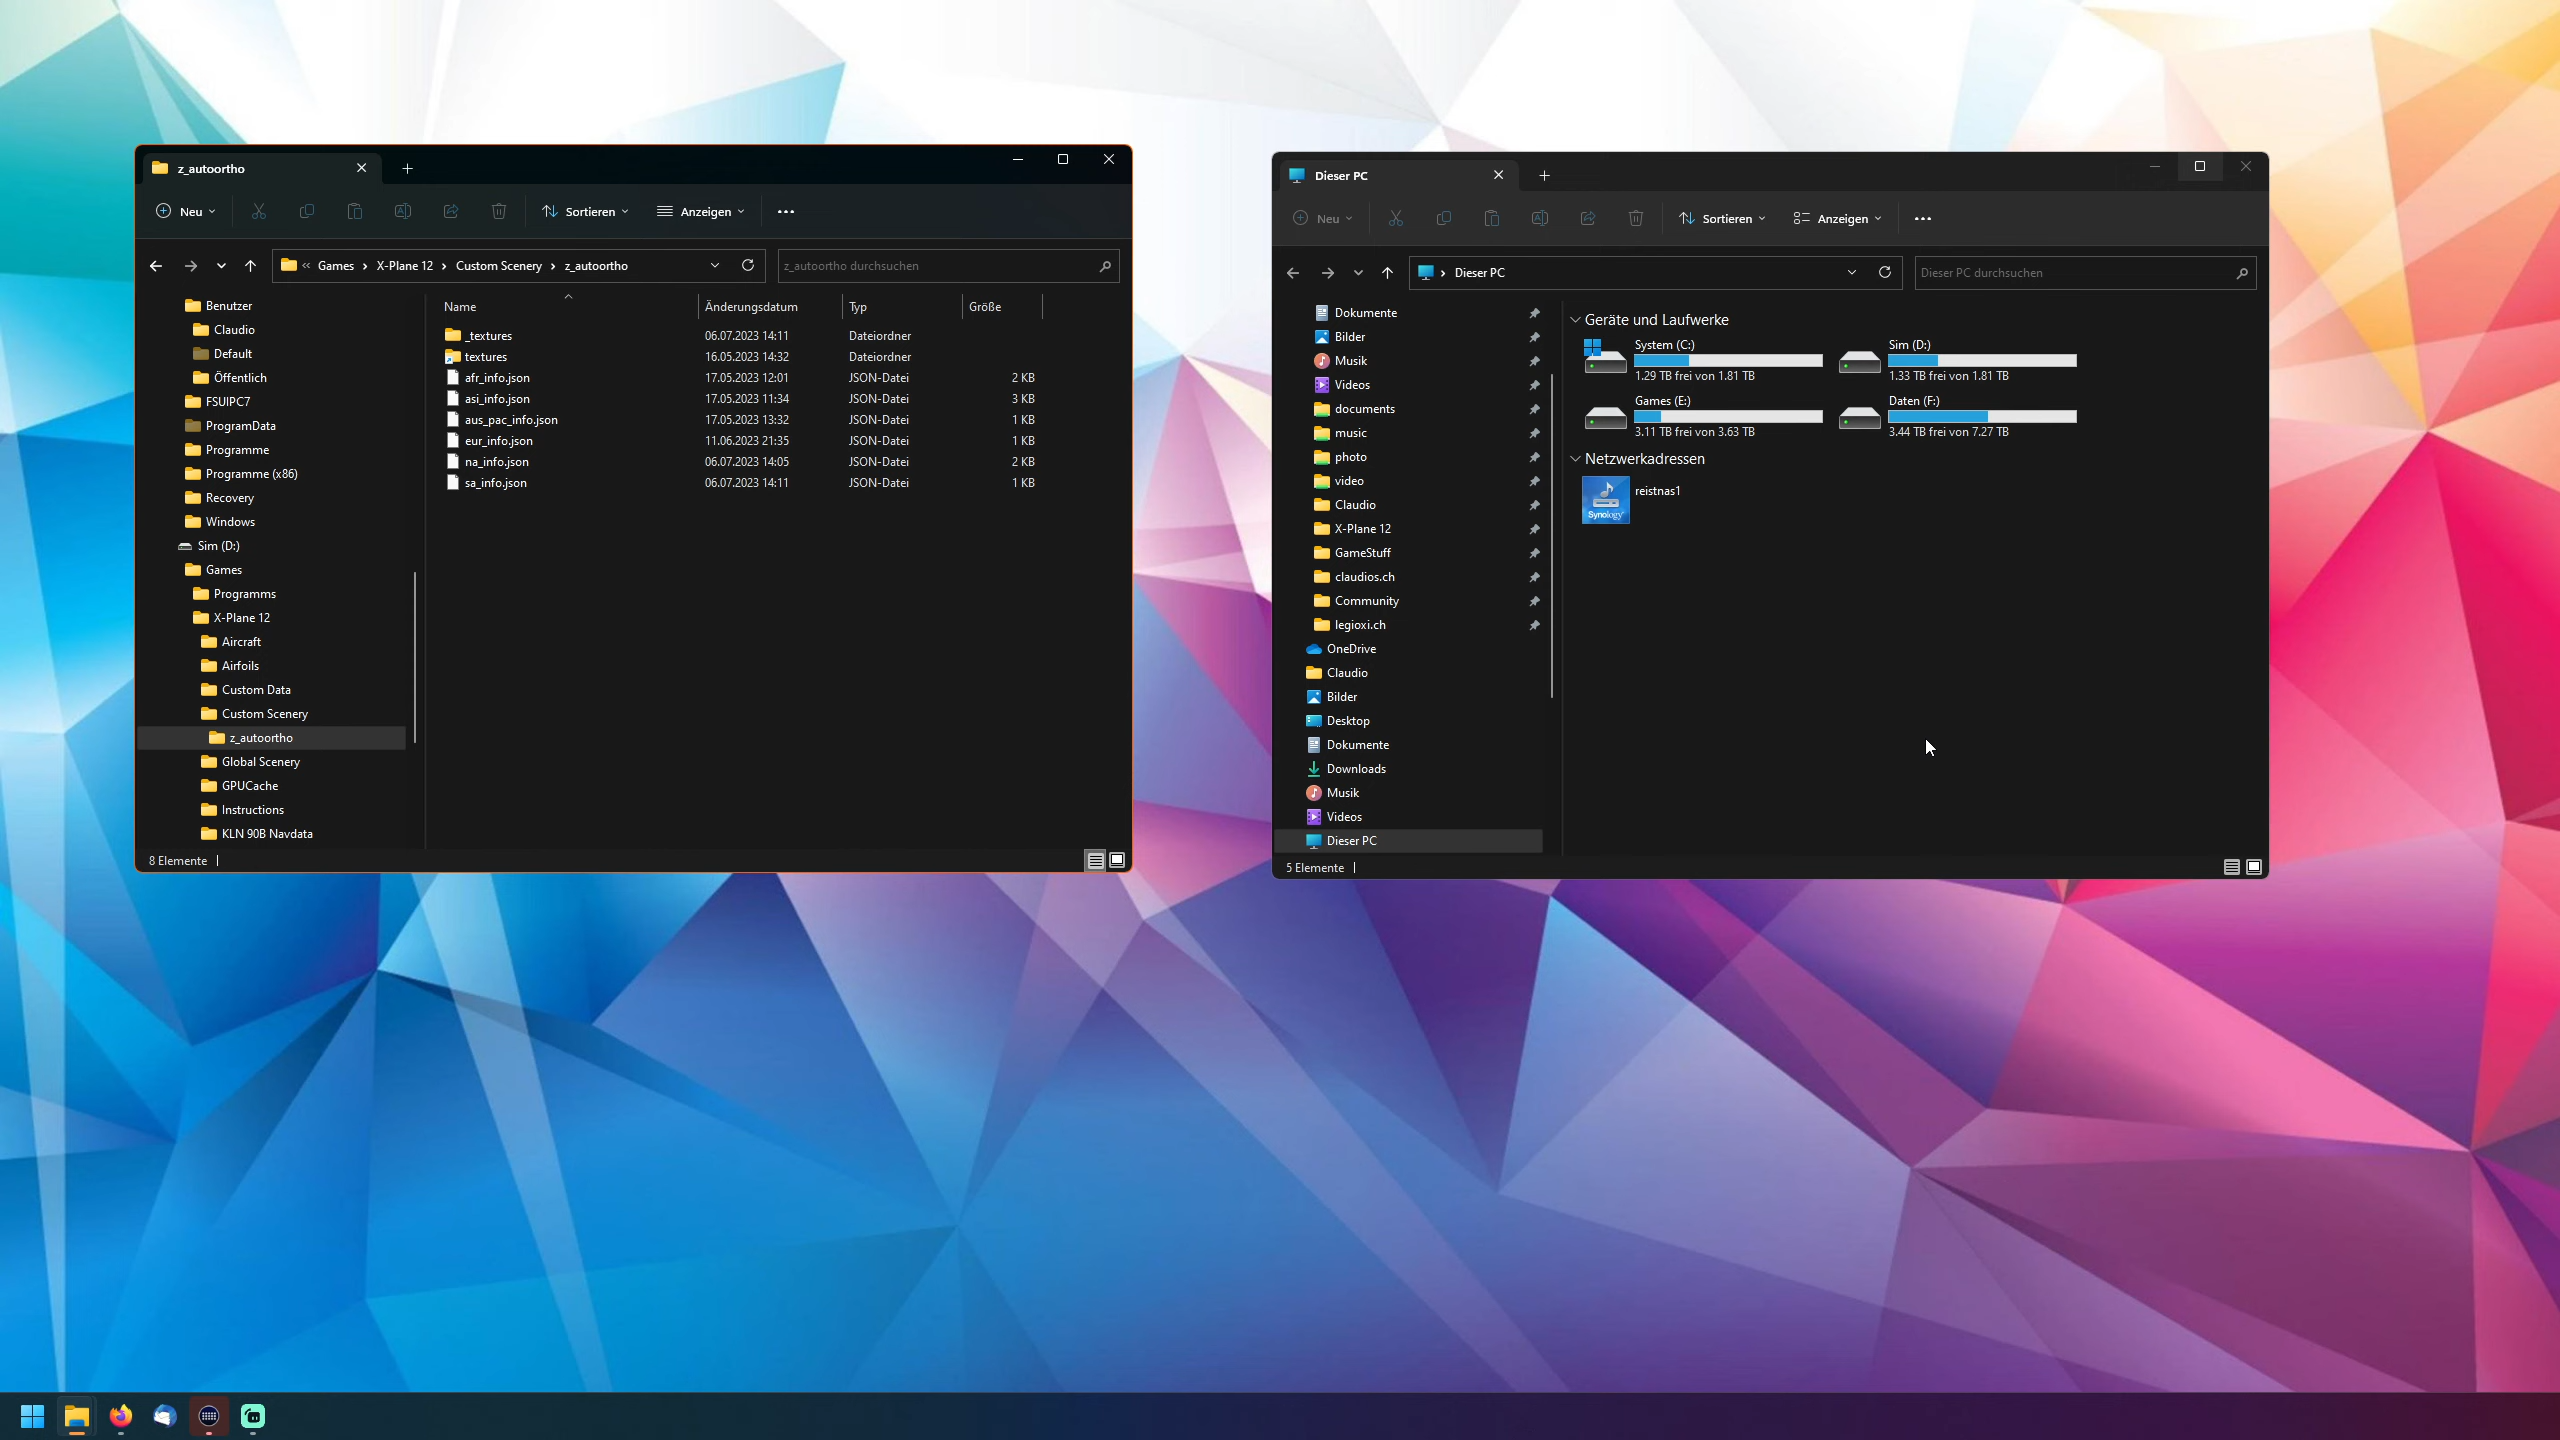 z_autoortho
Neu
Sortieren
Anzeigen
Games
X-Plane 12
Custom Scenery
z_autoortho
z_autoortho durchsuchen
Benutzer
Claudio
Default
Öffentlich
FSUIPC7
ProgramData
Programme
Programme (x86)
Recovery
Windows
Sim (D:)
Games
Programms
X-Plane 12
Aircraft
Airfoils
Custom Data
Custom Scenery
z_autoortho
Global Scenery
GPUCache
Instructions
KLN 90B Navdata
Name Änderungsdatum Typ Größe
_textures 06.07.2023 14:11 Dateiordner
textures 16.05.2023 14:32 Dateiordner
afr_info.json 17.05.2023 12:01 JSON-Datei 2 KB
asi_info.json 17.05.2023 11:34 JSON-Datei 3 KB
aus_pac_info.json 17.05.2023 13:32 JSON-Datei 1 KB
eur_info.json 11.06.2023 21:35 JSON-Datei 1 KB
na_info.json 06.07.2023 14:05 JSON-Datei 2 KB
sa_info.json 06.07.2023 14:11 JSON-Datei 1 KB
8 Elemente
Dieser PC
Neu
Sortieren
Anzeigen
Dieser PC
Dieser PC durchsuchen
Dokumente
Bilder
Musik
Videos
documents
music
photo
video
Claudio
X-Plane 12
GameStuff
claudios.ch
Community
legioxi.ch
OneDrive
Claudio
Bilder
Desktop
Dokumente
Downloads
Musik
Videos
Dieser PC
Geräte und Laufwerke
System (C:)
1.29 TB frei von 1.81 TB
Sim (D:)
1.33 TB frei von 1.81 TB
Games (E:)
3.11 TB frei von 3.63 TB
Daten (F:)
3.44 TB frei von 7.27 TB
Netzwerkadressen
Synology
reistnas1
5 Elemente